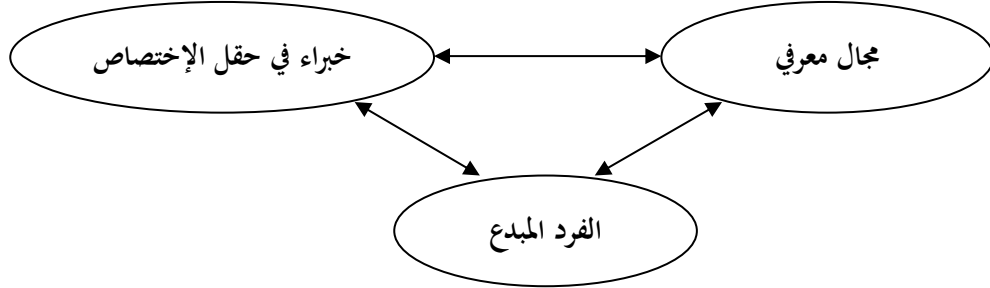 مجال معرفي
خبراء في حقل الإختصاص
الفرد المبدع